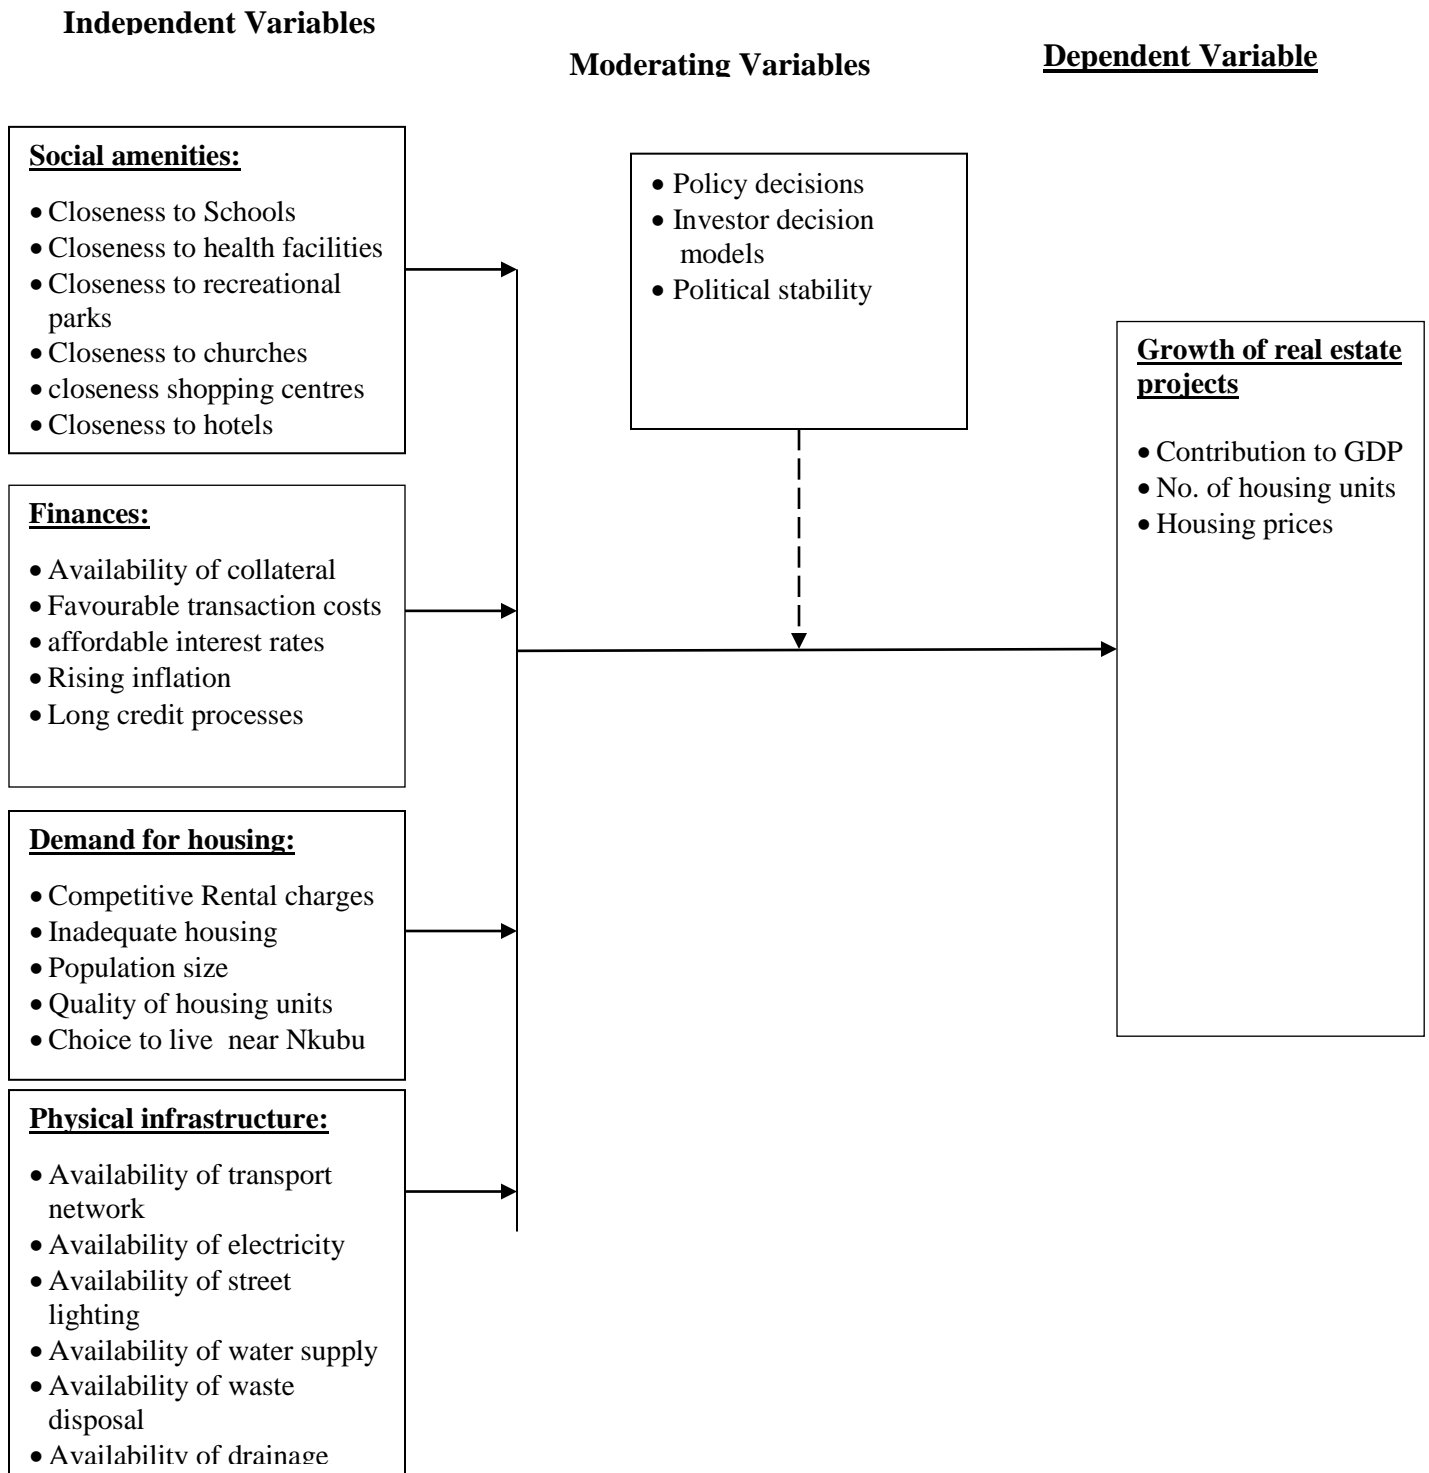 Independent Variables
Moderating Variables
Dependent Variable
Social amenities:
• Closeness to Schools
• Closeness to health facilities
• Closeness to recreational
parks
• Closeness to churches
• closeness shopping centres
• Closeness to hotels
Finances:
• Availability of collateral
• Favourable transaction costs
• affordable interest rates
• Rising inflation
• Long credit processes
Demand for housing:
• Competitive Rental charges
• Inadequate housing
• Population size
• Quality of housing units
• Choice to live  near Nkubu
Physical infrastructure:
• Availability of transport
network
• Availability of electricity
• Availability of street
lighting
• Availability of water supply
• Availability of waste
disposal
• Availability of drainage
• Policy decisions
• Investor decision
models
• Political stability
Growth of real estate
projects
• Contribution to GDP
• No. of housing units
• Housing prices